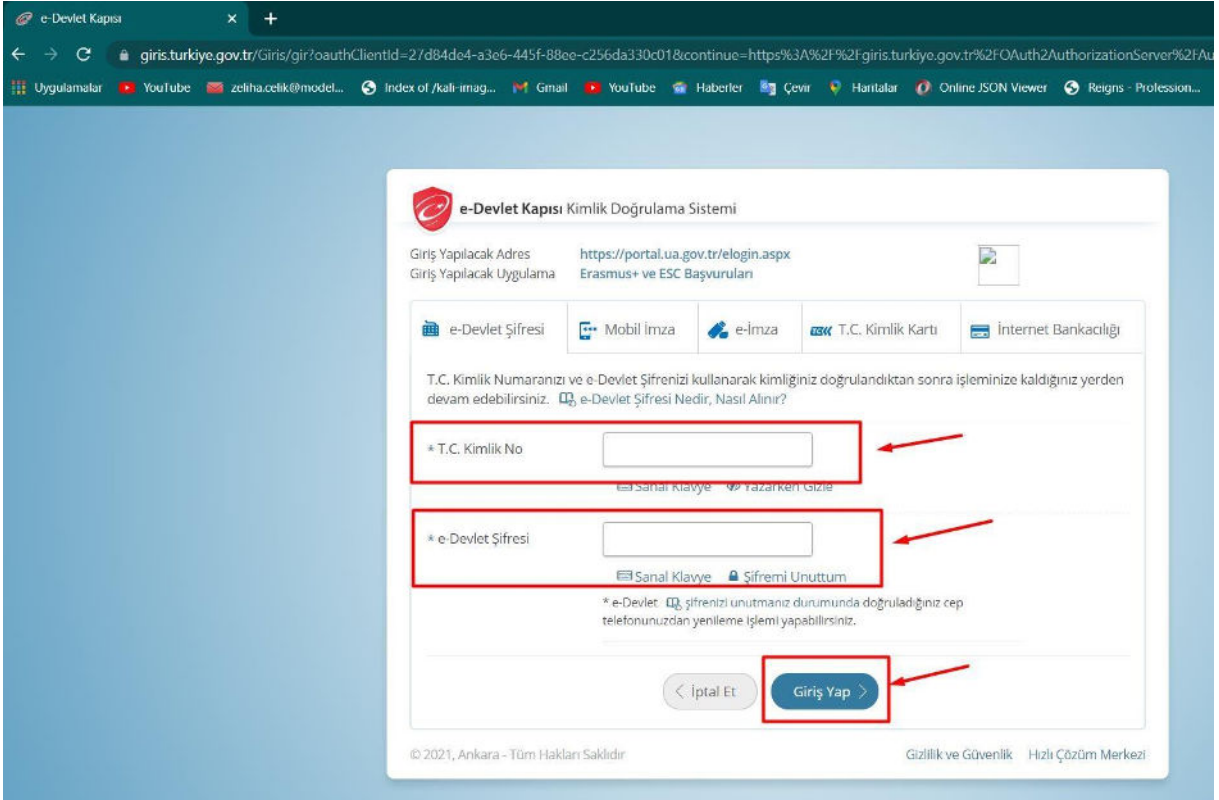 e-Devlet Kapısı
giris.turkiye.gov.tr/Giris/gir?oauthClientId=27d84de4-a3e6-445f-88ee-c256da330c01&continue=https%3A%2F%2Fgiris.turkiye.gov.tr%2FOAuth2AuthorizationServer%2FAu
Uygulamalar YouTube zeliha.celik@model... Index of /kali-imag... Gmail YouTube Haberler Çevir Haritalar Online JSON Viewer Reigns - Profession...
e-Devlet Kapısı Kimlik Doğrulama Sistemi
Giriş Yapılacak Adres https://portal.ua.gov.tr/elogin.aspx
Giriş Yapılacak Uygulama Erasmus+ ve ESC Başvuruları
e-Devlet Şifresi Mobil İmza e-İmza T.C. Kimlik Kartı İnternet Bankacılığı
T.C. Kimlik Numaranızı ve e-Devlet Şifrenizi kullanarak kimliğiniz doğrulandıktan sonra işleminize kaldığınız yerden
devam edebilirsiniz. e-Devlet Şifresi Nedir, Nasıl Alınır?
* T.C. Kimlik No
Sanal Klavye Yazarken Gizle
* e-Devlet Şifresi
Sanal Klavye Şifremi Unuttum
* e-Devlet şifrenizi unutmanız durumunda doğruladığınız cep
telefonunuzdan yenileme işlemi yapabilirsiniz.
İptal Et Giriş Yap
© 2021, Ankara - Tüm Hakları Saklıdır Gizlilik ve Güvenlik Hızlı Çözüm Merkezi